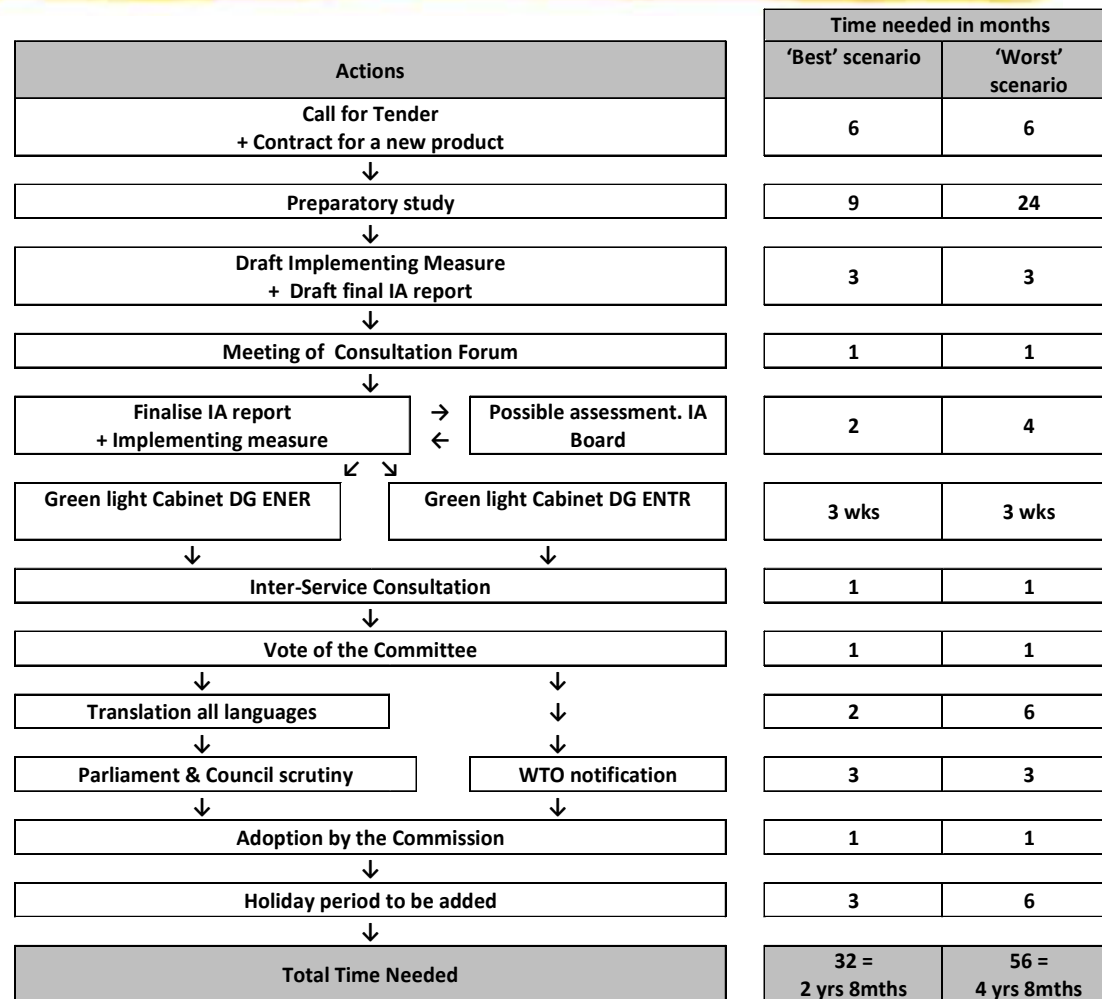 Time needed in months
Actions
‘Best’ scenario
‘Worst’
scenario
Call for Tender
+ Contract for a new product
6
6
↓
Preparatory study
9
24
↓
Draft Implementing Measure
+ Draft final IA report
3
3
↓
Meeting of Consultation Forum
1
1
↓
Finalise IA report
+ Implementing measure
→
←
Possible assessment. IA
Board
2
4
↙ ↘
Green light Cabinet DG ENER
Green light Cabinet DG ENTR
3 wks
3 wks
↓ ↓
Inter-Service Consultation
1
1
↓
Vote of the Committee
1
1
↓ ↓
Translation all languages
↓
2
6
↓ ↓
Parliament & Council scrutiny
WTO notification
3
3
↓ ↓
Adoption by the Commission
1
1
↓
Holiday period to be added
3
6
↓
Total Time Needed
32 =
2 yrs 8mths
56 =
4 yrs 8mths